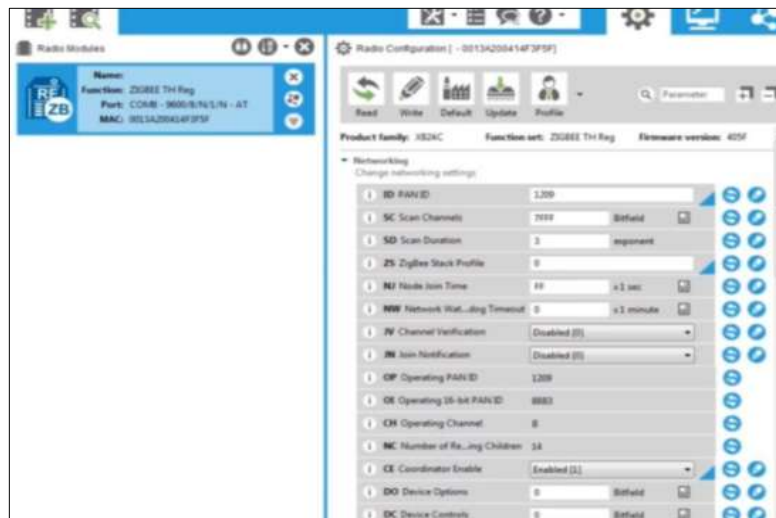 Radio Modules
RF
ZB
Name:
Function: ZIGBEE TH Reg
Port: COM8 - 9600/8/N/1/N - AT
MAC: 0013A200414F3F5F
Radio Configuration [ - 0013A200414F3F5F]
Read Write Default Update Profile
Parameter
Product family: XB24C Function set: ZIGBEE TH Reg Firmware version: 405F
Networking
Change networking settings
i ID PAN ID 1209
i SC Scan Channels 7FFF Bitfield
i SD Scan Duration 3 exponent
i ZS ZigBee Stack Profile 0
i NJ Node Join Time FF x 1 sec
i NW Network Wat...dog Timeout 0 x 1 minute
i JV Channel Verification Disabled [0]
i JN Join Notification Disabled [0]
i OP Operating PAN ID 1209
i OI Operating 16-bit PAN ID
i CH Operating Channel
i NC Number of Re...ing Children 14
i CE Coordinator Enable Enabled [1]
i DO Device Options 0 Bitfield
i DC Device Controls 0 Bitfield